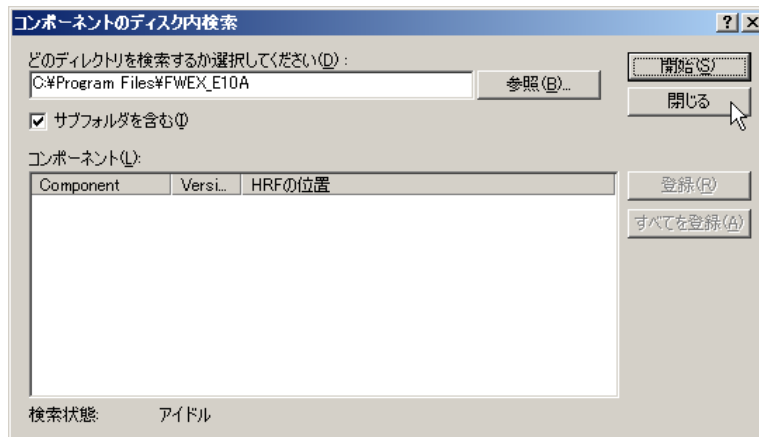 コンポーネントのディスク内検索
どのディレクトリを検索するか選択してください(D) :
C:¥Program Files¥FWEX_E10A
参照(B)...
開始(S)
閉じる
サブフォルダを含む(I)
コンポーネント(L):
Component Versi... HRFの位置
登録(R)
すべてを登録(A)
検索状態: アイドル